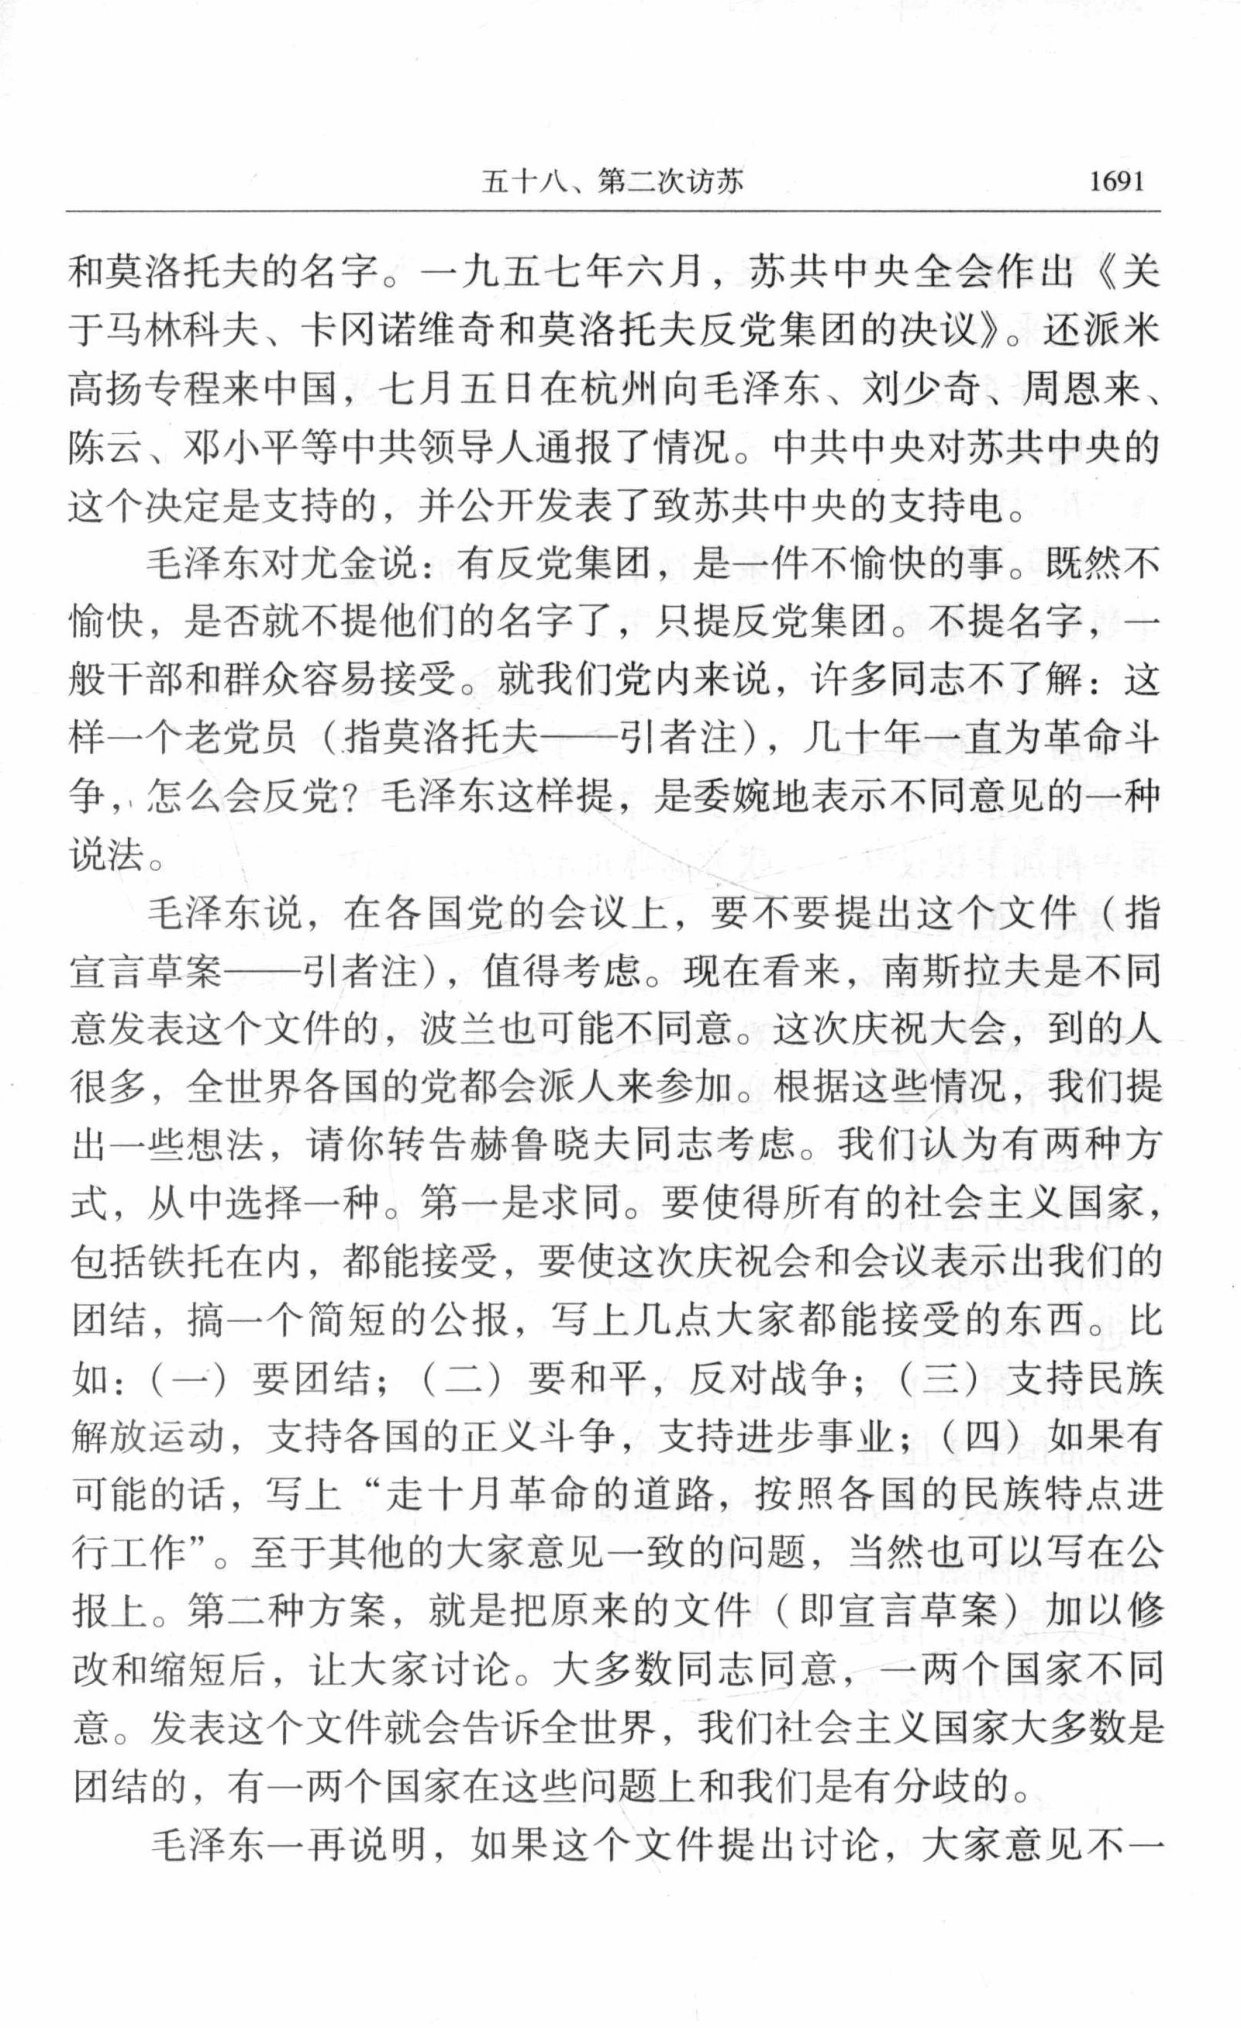 五十八、第二次访苏 1691
和莫洛托夫的名字。一九五七年六月，苏共中央全会作出《关
于马林科夫、卡冈诺维奇和莫洛托夫反党集团的决议》。还派米
高扬专程来中国，七月五日在杭州向毛泽东、刘少奇、周恩来、
陈云、邓小平等中共领导人通报了情况。中共中央对苏共中央的
这个决定是支持的，并公开发表了致苏共中央的支持电。
毛泽东对尤金说：有反党集团，是一件不愉快的事。既然不
愉快，是否就不提他们的名字了，只提反党集团。不提名字，一
般干部和群众容易接受。就我们党内来说，许多同志不了解：这
样一个老党员（指莫洛托夫——引者注），几十年一直为革命斗
争，怎么会反党？毛泽东这样提，是委婉地表示不同意见的一种
说法。
毛泽东说，在各国党的会议上，要不要提出这个文件（指
宣言草案——引者注），值得考虑。现在看来，南斯拉夫是不同
意发表这个文件的，波兰也可能不同意。这次庆祝大会，到的人
很多，全世界各国的党都会派人来参加。根据这些情况，我们提
出一些想法，请你转告赫鲁晓夫同志考虑。我们认为有两种方
式，从中选择一种。第一是求同。要使得所有的社会主义国家，
包括铁托在内，都能接受，要使这次庆祝会和会议表示出我们的
团结，搞一个简短的公报，写上几点大家都能接受的东西。比
如：（一）要团结；（二）要和平，反对战争；（三）支持民族
解放运动，支持各国的正义斗争，支持进步事业；（四）如果有
可能的话，写上“走十月革命的道路，按照各国的民族特点进
行工作”。至于其他的大家意见一致的问题，当然也可以写在公
报上。第二种方案，就是把原来的文件（即宣言草案）加以修
改和缩短后，让大家讨论。大多数同志同意，一两个国家不同
意。发表这个文件就会告诉全世界，我们社会主义国家大多数是
团结的，有一两个国家在这些问题上和我们是有分歧的。
毛泽东一再说明，如果这个文件提出讨论，大家意见不一